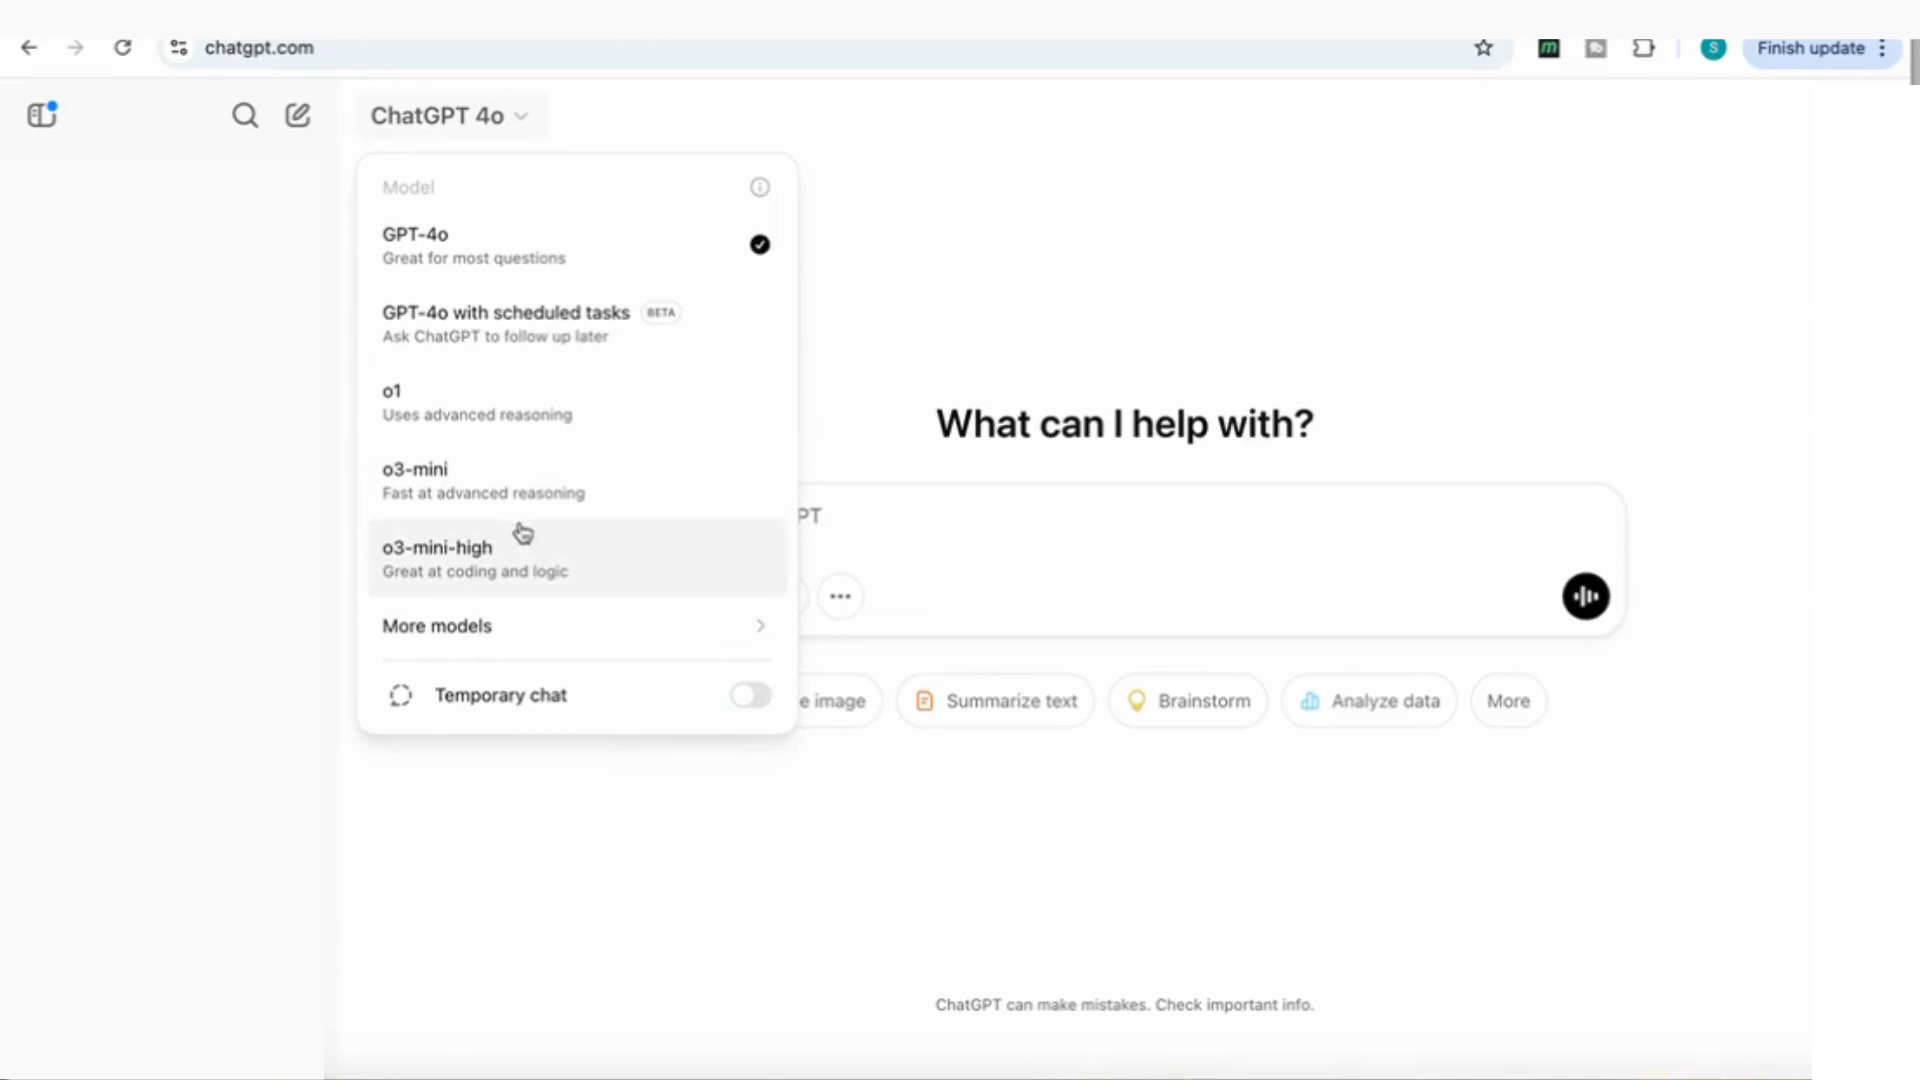 chatgpt.com
S
Finish update
ChatGPT 4o
Model
GPT-4o
Great for most questions
GPT-4o with scheduled tasks BETA
Ask ChatGPT to follow up later
o1
Uses advanced reasoning
o3-mini
Fast at advanced reasoning
o3-mini-high
Great at coding and logic
More models
Temporary chat
What can I help with?
PT
e image
Summarize text
Brainstorm
Analyze data
More
ChatGPT can make mistakes. Check important info.